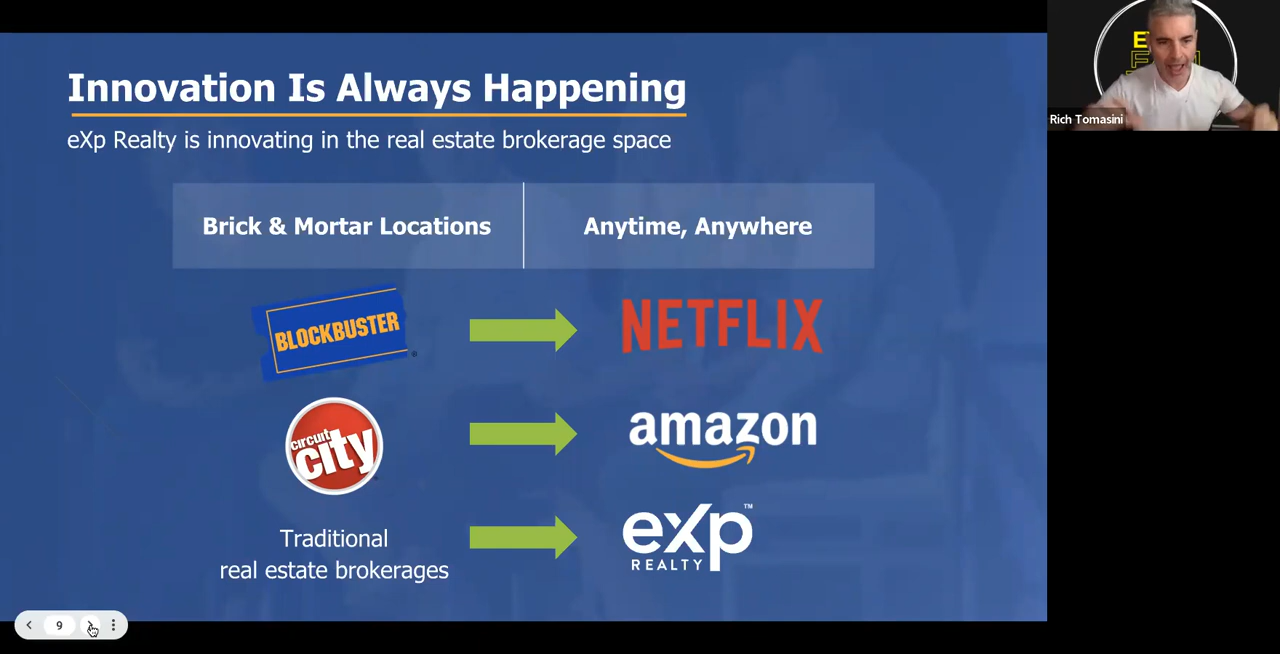 Innovation Is Always Happening
eXp Realty is innovating in the real estate brokerage space
Brick & Mortar Locations
Anytime, Anywhere
BLOCKBUSTER
®
NETFLIX
circuit
city
amazon
Traditional
real estate brokerages
eXp
™
REALTY
9
Rich Tomasini